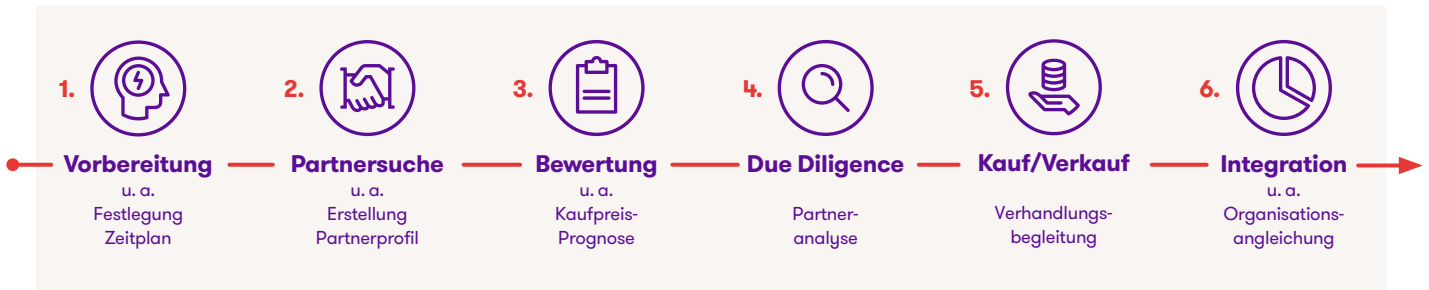 1.
Vorbereitung
u. a.
Festlegung
Zeitplan
2.
Partnersuche
u. a.
Erstellung
Partnerprofil
3.
Bewertung
u. a.
Kaufpreis-
Prognose
4.
Due Diligence
Partner-
analyse
5.
Kauf/Verkauf
Verhandlungs-
begleitung
6.
Integration
u. a.
Organisations-
angleichung